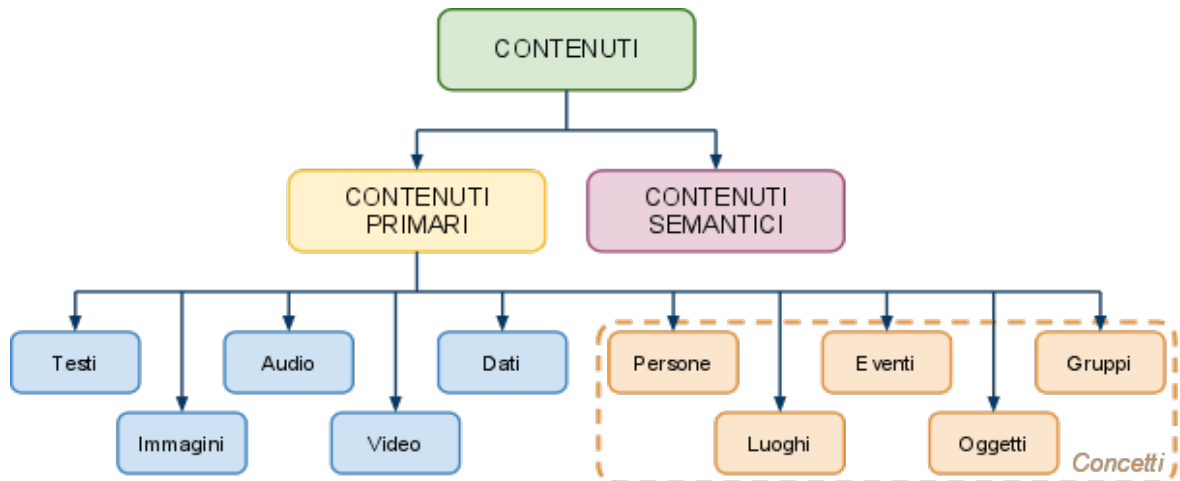 CONTENUTI
CONTENUTI
PRIMARI
CONTENUTI
SEMANTICI
Testi
Audio
Dati
Persone
Eventi
Gruppi
Immagini
Video
Luoghi
Oggetti
Concetti